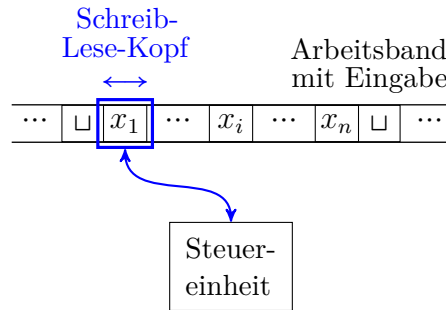 Schreib-
Lese-Kopf
Arbeitsband
mit Eingabe
... ⊔ x₁ ... xᵢ ... xₙ ⊔ ...
Steuer-
einheit